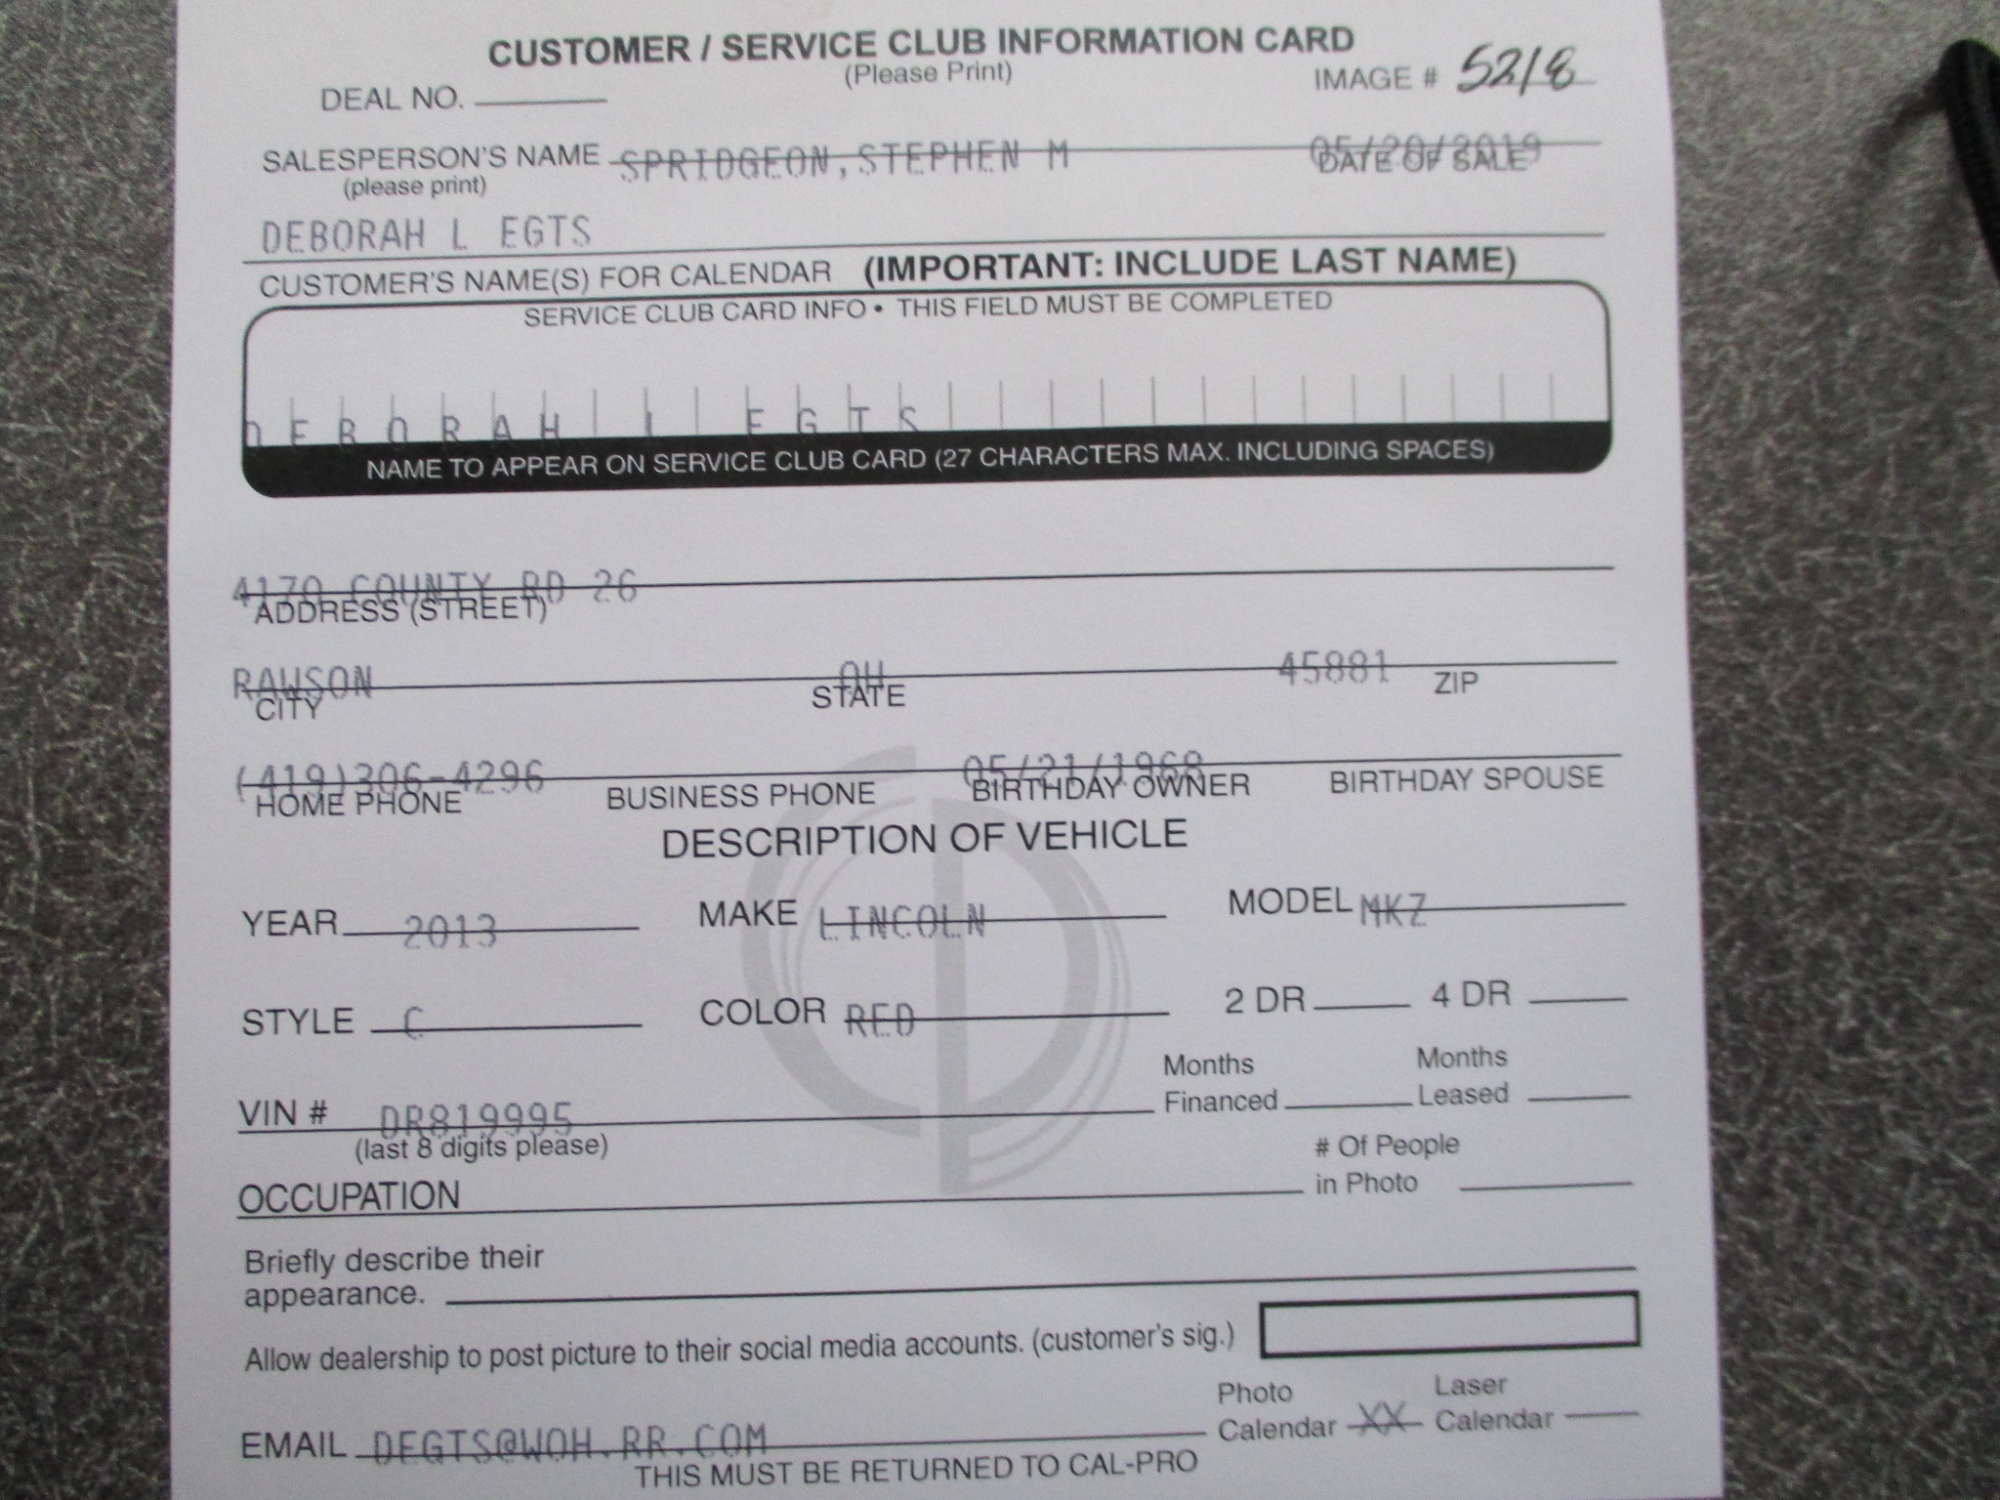 CUSTOMER / SERVICE CLUB INFORMATION CARD
(Please Print)
DEAL NO. IMAGE # 5218
SALESPERSON'S NAME SPRIDGEON, STEPHEN M 05/20/2019 DATE OF SALE
(please print)
DEBORAH L EGTS
CUSTOMER'S NAME(S) FOR CALENDAR (IMPORTANT: INCLUDE LAST NAME)
SERVICE CLUB CARD INFO • THIS FIELD MUST BE COMPLETED
DEBORAH L EGTS
NAME TO APPEAR ON SERVICE CLUB CARD (27 CHARACTERS MAX. INCLUDING SPACES)
4170 COUNTY RD 26
ADDRESS (STREET)
RAWSON OH 45881 ZIP
CITY STATE
(419)306-4296 05/21/1968
HOME PHONE BUSINESS PHONE BIRTHDAY OWNER BIRTHDAY SPOUSE
DESCRIPTION OF VEHICLE
YEAR 2013 MAKE LINCOLN MODEL MKZ
STYLE C COLOR RED 2 DR 4 DR
Months Months
VIN # DR819995 Financed Leased
(last 8 digits please) # Of People
OCCUPATION in Photo
Briefly describe their
appearance.
Allow dealership to post picture to their social media accounts. (customer's sig.)
Photo Laser
EMAIL DEGTS@WOH.RR.COM Calendar XX Calendar
THIS MUST BE RETURNED TO CAL-PRO